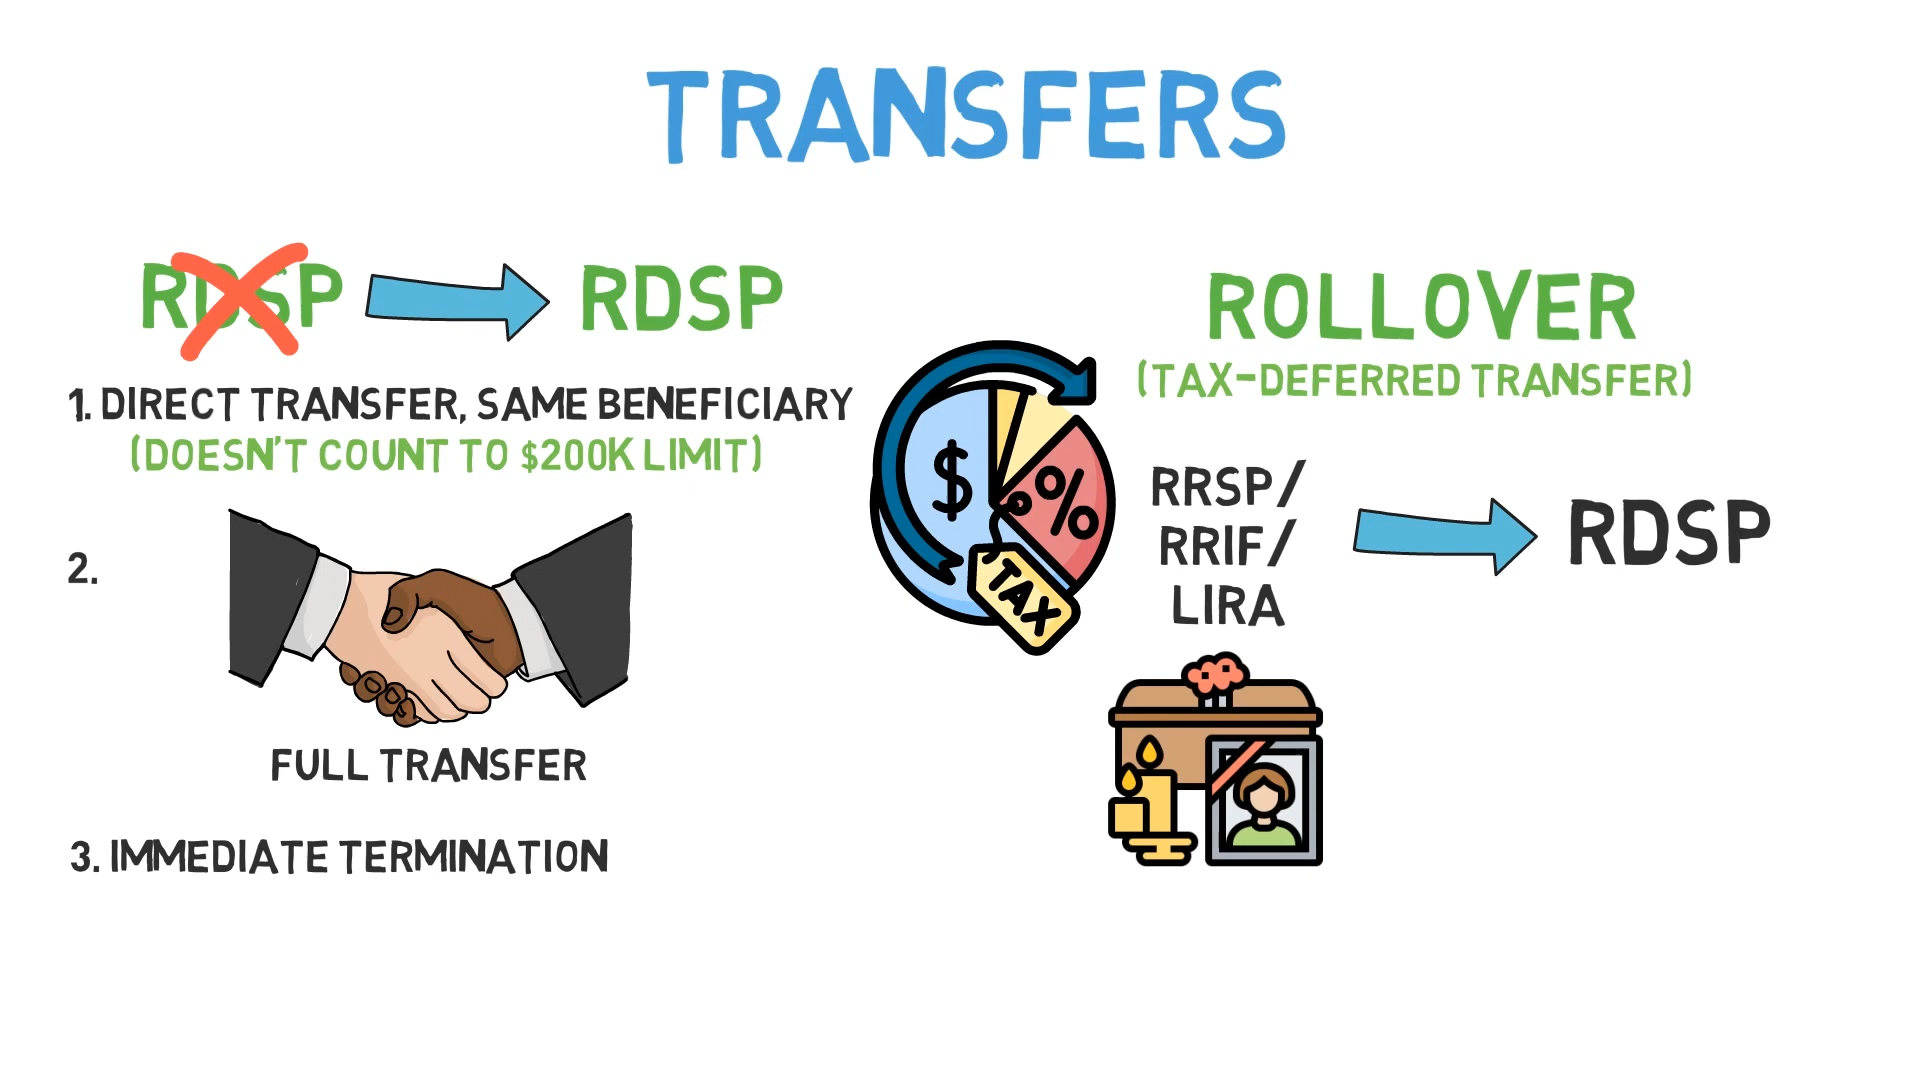 TRANSFERS
RDSP
RDSP
1. DIRECT TRANSFER, SAME BENEFICIARY
(DOESN'T COUNT TO $200K LIMIT)
2.
FULL TRANSFER
3. IMMEDIATE TERMINATION
ROLLOVER
(TAX-DEFERRED TRANSFER)
$
%
TAX
RRSP/
RRIF/
LIRA
RDSP